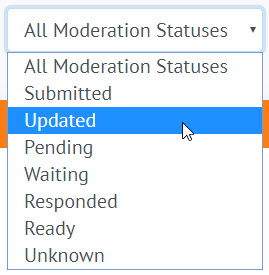 All Moderation Statuses
All Moderation Statuses
Submitted
Updated
Pending
Waiting
Responded
Ready
Unknown